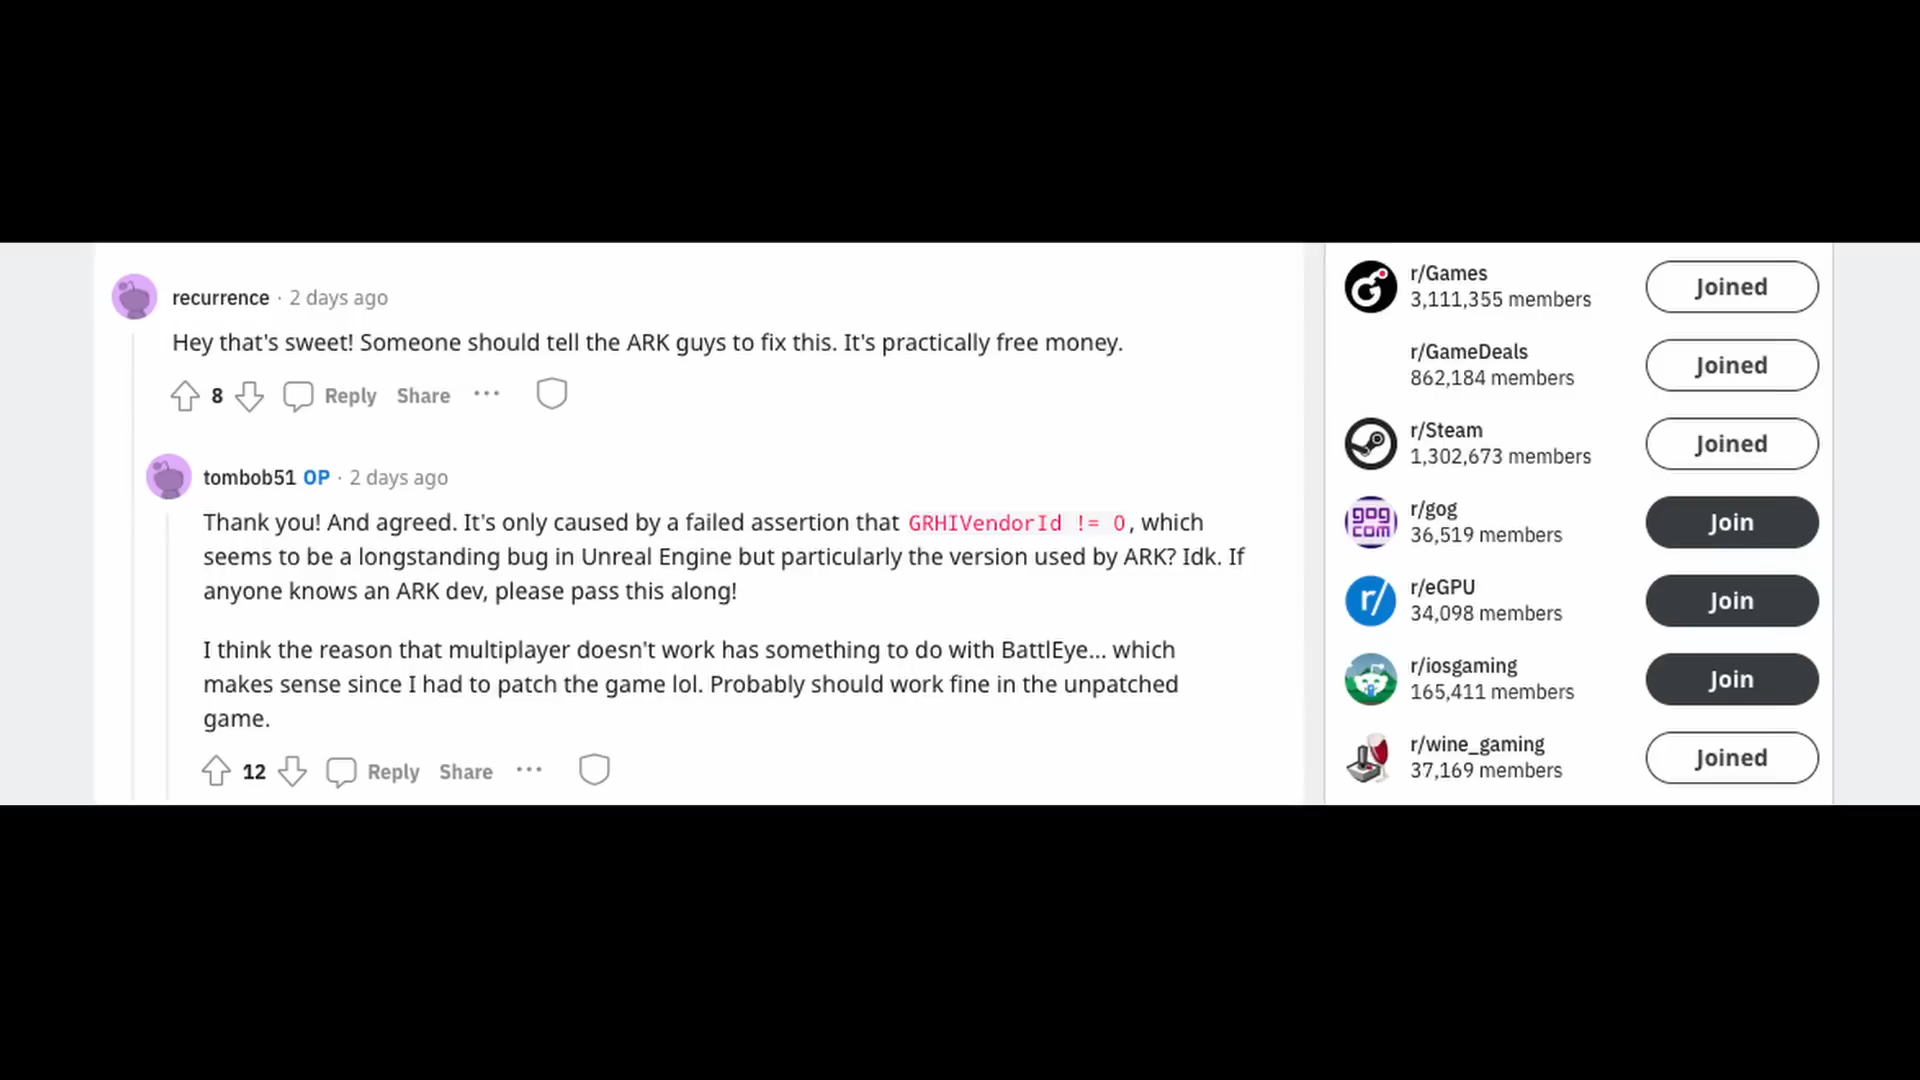 recurrence · 2 days ago
Hey that's sweet! Someone should tell the ARK guys to fix this. It's practically free money.
8 Reply Share ···
tombob51 OP · 2 days ago
Thank you! And agreed. It's only caused by a failed assertion that GRHIVendorId != 0, which
seems to be a longstanding bug in Unreal Engine but particularly the version used by ARK? Idk. If
anyone knows an ARK dev, please pass this along!
I think the reason that multiplayer doesn't work has something to do with BattlEye... which
makes sense since I had to patch the game lol. Probably should work fine in the unpatched
game.
12 Reply Share ···
r/Games
3,111,355 members
Joined
r/GameDeals
862,184 members
Joined
r/Steam
1,302,673 members
Joined
gog
com
r/gog
36,519 members
Join
r/
r/eGPU
34,098 members
Join
r/iosgaming
165,411 members
Join
r/wine_gaming
37,169 members
Joined